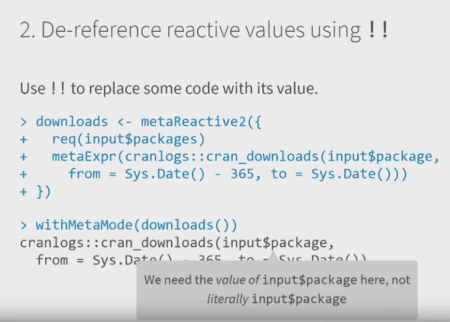 2. De-reference reactive values using !!
Use !! to replace some code with its value.
> downloads <- metaReactive2({
+   req(input$packages)
+   metaExpr(cranlogs::cran_downloads(input$package,
+     from = Sys.Date() - 365, to = Sys.Date()))
+ })
> withMetaMode(downloads())
cranlogs::cran_downloads(input$package,
  from = Sys.Date() - 365, to = Sys.Date())
We need the value of input$package here, not
literally input$package